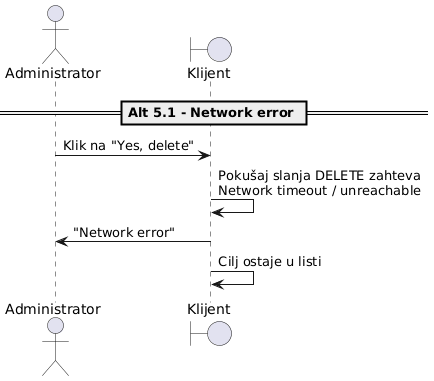 Administrator
Klijent
Alt 5.1 - Network error
Klik na "Yes, delete"
Pokušaj slanja DELETE zahteva
Network timeout / unreachable
"Network error"
Cilj ostaje u listi
Administrator
Klijent